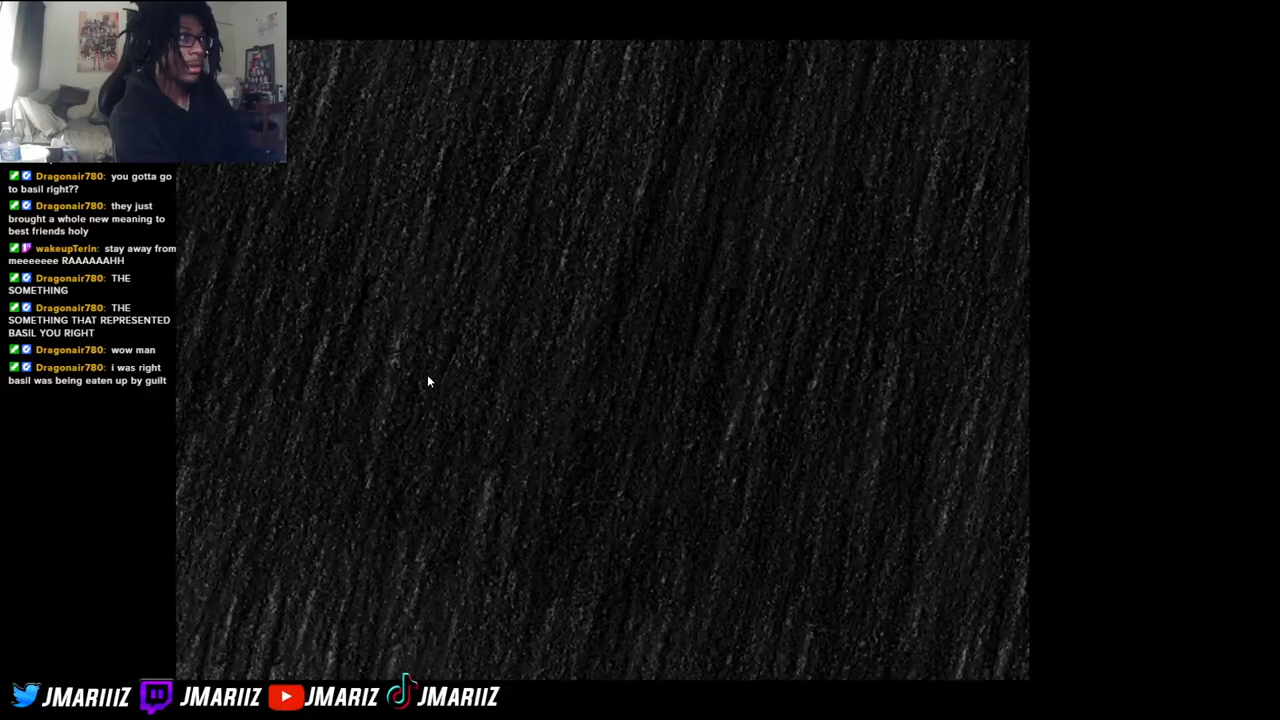 Dragonair780: you gotta go
to basil right??
Dragonair780: they just
brought a whole new meaning to
best friends holy
wakeupTerin: stay away from
meeeeeee RAAAAAHH
Dragonair780: THE
SOMETHING
Dragonair780: THE
SOMETHING THAT REPRESENTED
BASIL YOU RIGHT
Dragonair780: wow man
Dragonair780: i was right
basil was being eaten up by guilt
JMARIIIZ JMARIIZ JMARIZ JMARIIZ